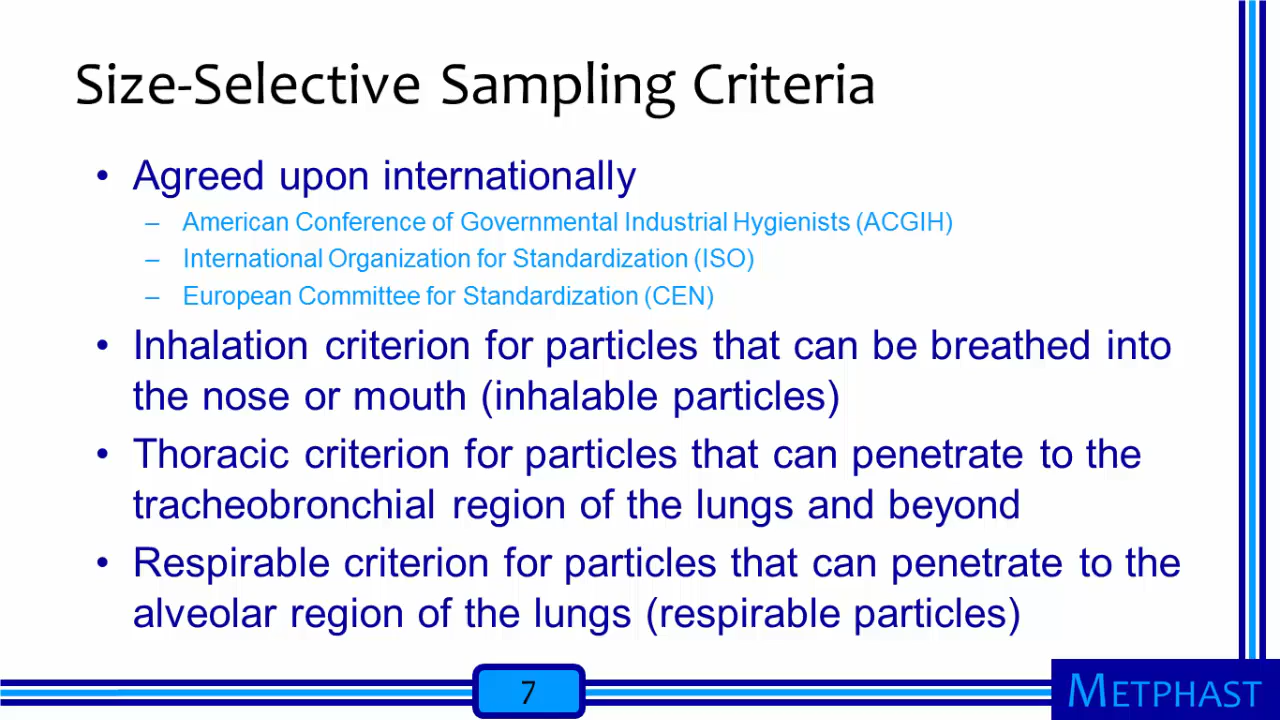 Size-Selective Sampling Criteria
• Agreed upon internationally
– American Conference of Governmental Industrial Hygienists (ACGIH)
– International Organization for Standardization (ISO)
– European Committee for Standardization (CEN)
• Inhalation criterion for particles that can be breathed into
the nose or mouth (inhalable particles)
• Thoracic criterion for particles that can penetrate to the
tracheobronchial region of the lungs and beyond
• Respirable criterion for particles that can penetrate to the
alveolar region of the lungs (respirable particles)
7
METPHAST